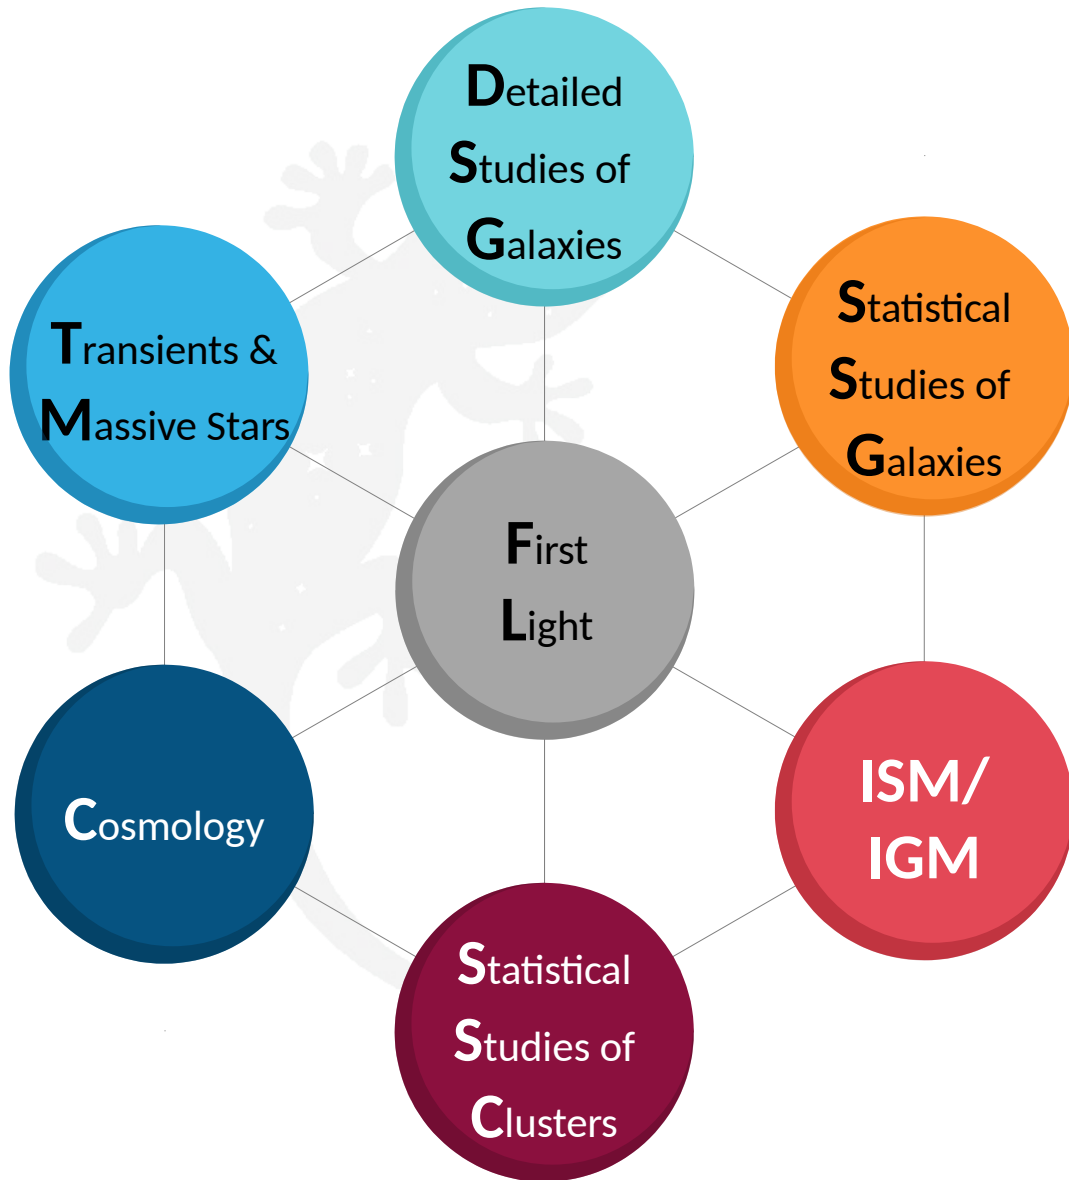 Detailed
Studies of
Galaxies
Statistical
Studies of
Galaxies
Transients &
Massive Stars
First
Light
ISM/
IGM
Cosmology
Statistical
Studies of
Clusters